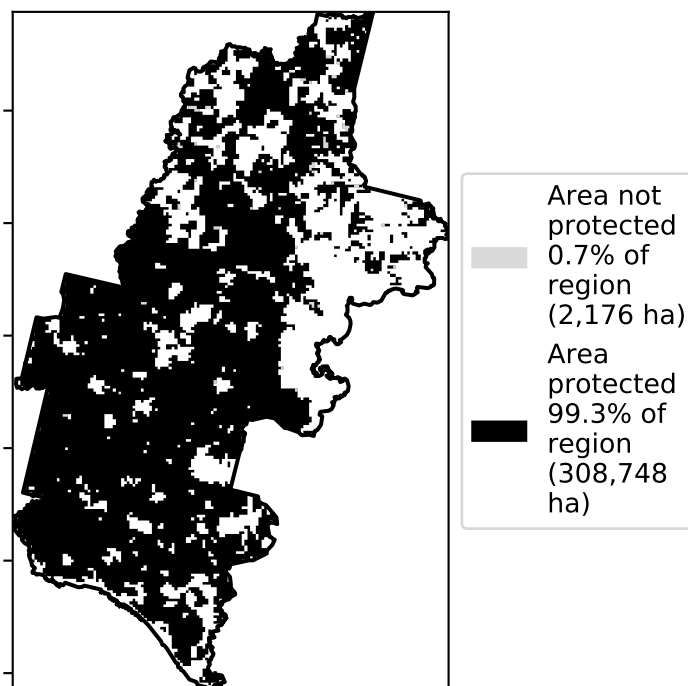 Area not
protected
0.7% of
region
(2,176 ha)
Area
protected
99.3% of
region
(308,748
ha)